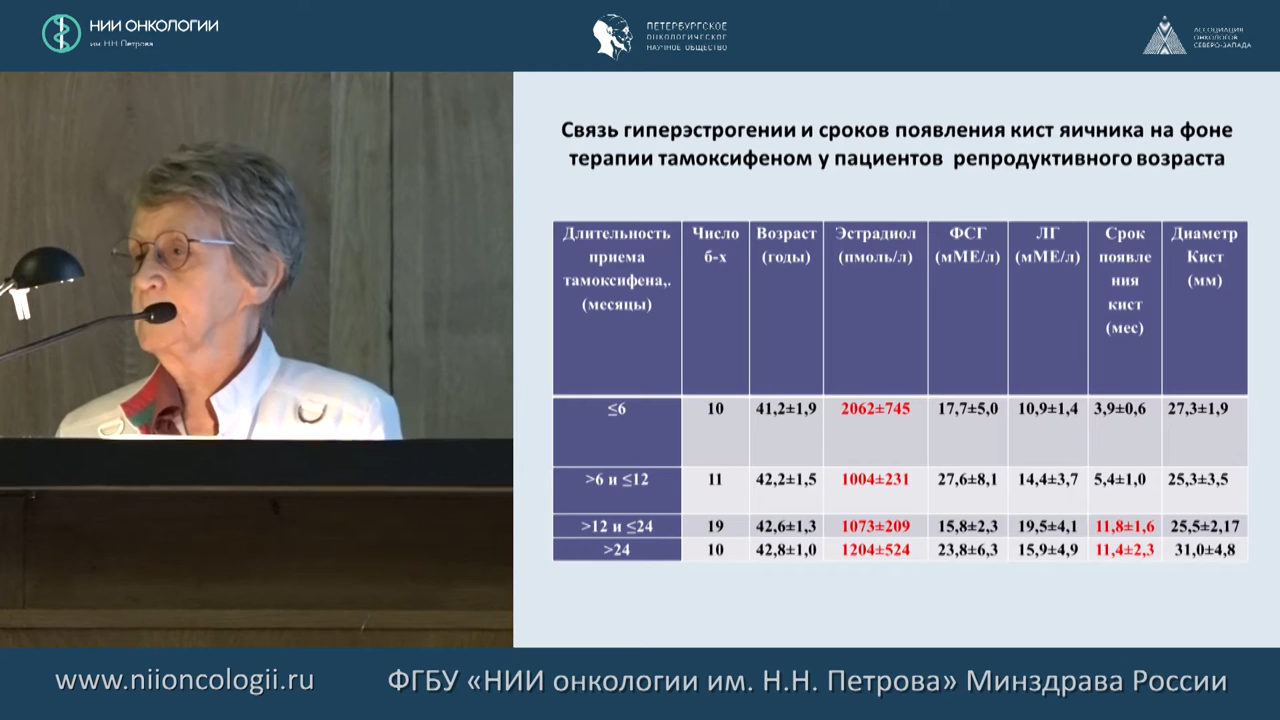 НИИ ОНКОЛОГИИ
им. Н.Н. Петрова
ПЕТЕРБУРГСКОЕ
ОНКОЛОГИЧЕСКОЕ
НАУЧНОЕ ОБЩЕСТВО
АССОЦИАЦИЯ
ОНКОЛОГОВ
СЕВЕРО-ЗАПАДА
Связь гиперэстрогении и сроков появления кист яичника на фоне
терапии тамоксифеном у пациентов репродуктивного возраста
Длительность приема тамоксифена,. (месяцы) Число б-х Возраст (годы) Эстрадиол (пмоль/л) ФСГ (мМЕ/л) ЛГ (мМЕ/л) Срок появле ния кист (мес) Диаметр Кист (мм)
≤6 10 41,2±1,9 2062±745 17,7±5,0 10,9±1,4 3,9±0,6 27,3±1,9
>6 и ≤12 11 42,2±1,5 1004±231 27,6±8,1 14,4±3,7 5,4±1,0 25,3±3,5
>12 и ≤24 19 42,6±1,3 1073±209 15,8±2,3 19,5±4,1 11,8±1,6 25,5±2,17
>24 10 42,8±1,0 1204±524 23,8±6,3 15,9±4,9 11,4±2,3 31,0±4,8
www.niioncologii.ru
ФГБУ «НИИ онкологии им. Н.Н. Петрова» Минздрава России